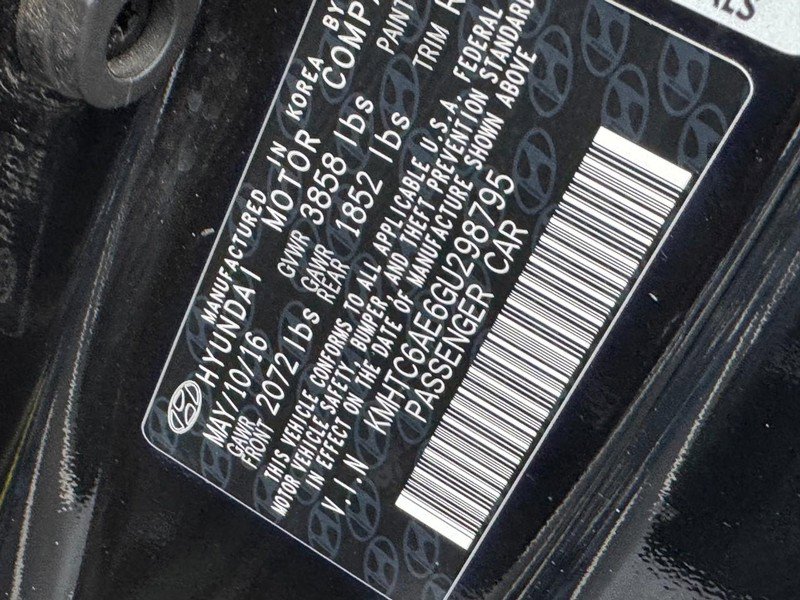 ALS
MANUFACTURED IN KOREA BY
HYUNDAI MOTOR COMPA
MAY/10/16 GVWR 3858 lbs PAINT
GAWR FRONT 2072 lbs GAWR REAR 1852 lbs TRIM R
THIS VEHICLE CONFORMS TO ALL APPLICABLE U.S.A. FEDERAL
MOTOR VEHICLE SAFETY, BUMPER, AND THEFT PREVENTION STANDARD
IN EFFECT ON THE DATE OF MANUFACTURE SHOWN ABOVE
V.I.N KMHTC6AE6GU298795
PASSENGER CAR